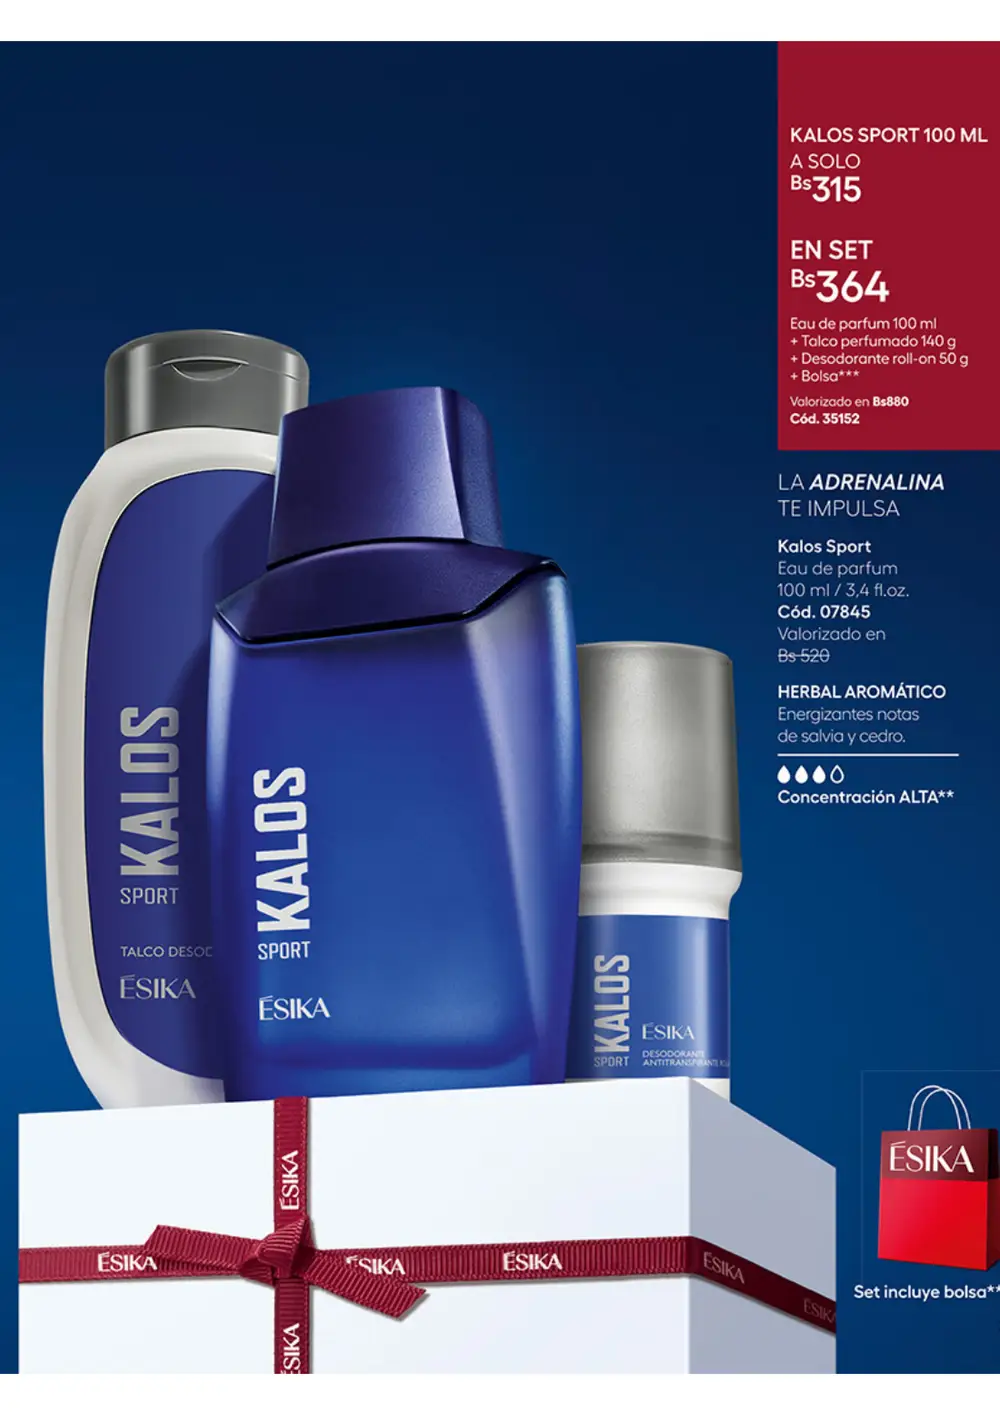 KALOS SPORT 100 ML
A SOLO
Bs315
EN SET
Bs364
Eau de parfum 100 ml
+ Talco perfumado 140 g
+ Desodorante roll-on 50 g
+ Bolsa***
Valorizado en Bs880
Cód. 35152
LA ADRENALINA
TE IMPULSA
Kalos Sport
Eau de parfum
100 ml / 3,4 fl.oz.
Cód. 07845
Valorizado en
Bs 520
HERBAL AROMÁTICO
Energizantes notas
de salvia y cedro.
Concentración ALTA**
KALOS
SPORT
TALCO DESOD
ÉSIKA
KALOS
SPORT
ÉSIKA
KALOS
SPORT
ÉSIKA
DESODORANTE
ANTITRANSPIRANTE
ÉSIKA
ÉSIKA
ÉSIKA
ÉSIKA
ÉSIKA
ÉSIKA
ÉSIKA
ÉSIKA
Set incluye bolsa**